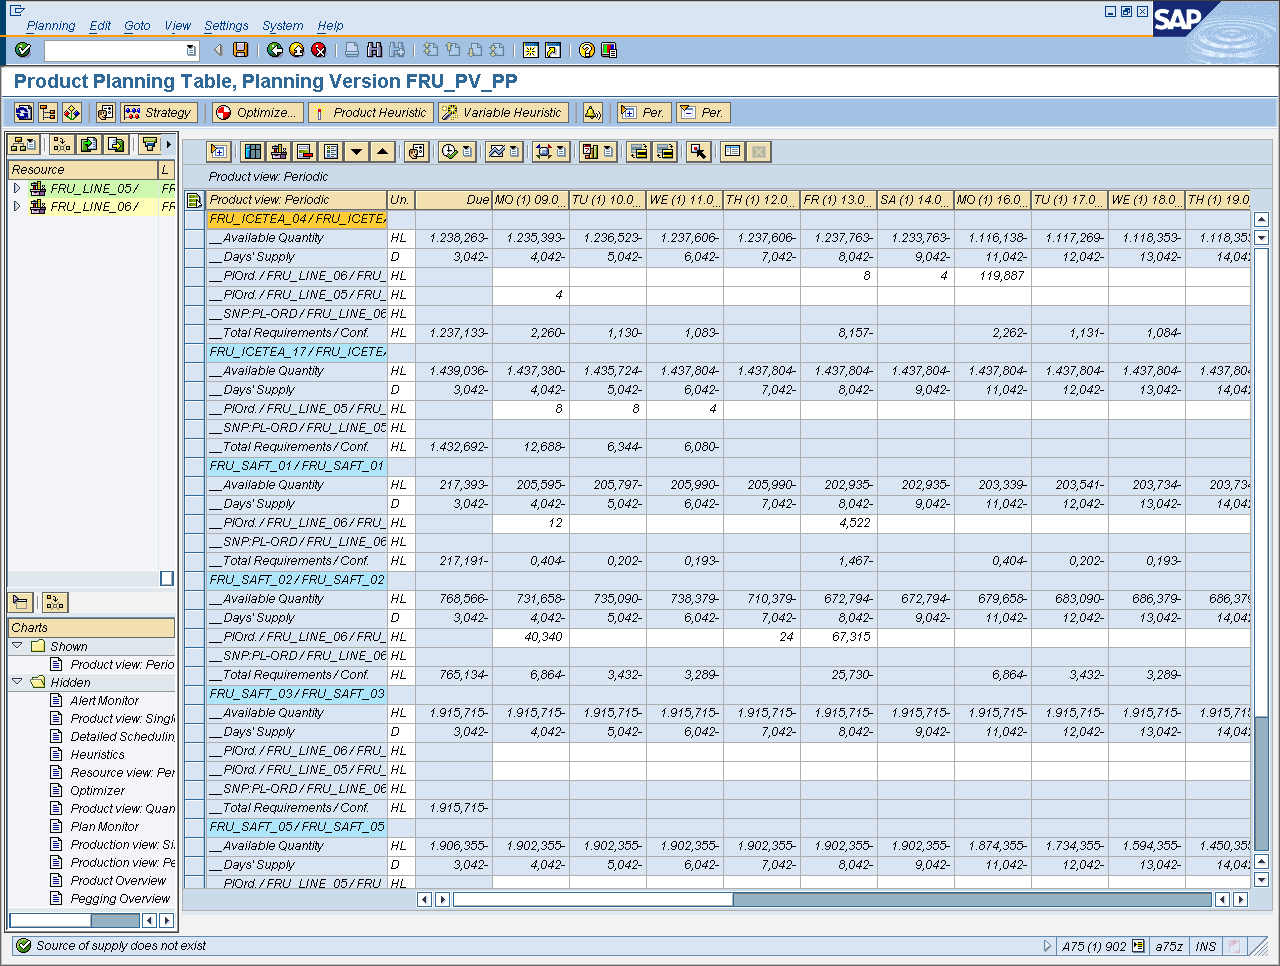 Planning Edit Goto View Settings System Help
SAP
Product Planning Table, Planning Version FRU_PV_PP
Strategy Optimize... Product Heuristic Variable Heuristic Per. Per.
Resource L
FRU_LINE_05 / FR
FRU_LINE_06 / FR
Charts
Shown
Product view: Perio
Hidden
Alert Monitor
Product view: Singl
Detailed Schedulin
Heuristics
Resource view: Per
Optimizer
Product view: Quan
Plan Monitor
Production view: Si.
Production view: Pe
Product Overview
Pegging Overview
Product view: Periodic
Product view: Periodic Un. Due MO (1) 09.0... TU (1) 10.0... WE (1) 11.0... TH (1) 12.0... FR (1) 13.0... SA (1) 14.0... MO (1) 16.0... TU (1) 17.0... WE (1) 18.0... TH (1) 19.0
FRU_ICETEA_04 / FRU_ICETEA
__Available Quantity HL 1.238,263- 1.235,393- 1.236,523- 1.237,606- 1.237,606- 1.237,763- 1.233,763- 1.116,138- 1.117,269- 1.118,353- 1.118,353
__Days' Supply D 3,042- 4,042- 5,042- 6,042- 7,042- 8,042- 9,042- 11,042- 12,042- 13,042- 14,042
__PlOrd. / FRU_LINE_06 / FRU_ HL 8 4 119,887
__PlOrd. / FRU_LINE_05 / FRU_ HL 4
__SNP:PL-ORD / FRU_LINE_06 HL
__Total Requirements / Conf. HL 1.237,133- 2,260- 1,130- 1,083- 8,157- 2,262- 1,131- 1,084-
FRU_ICETEA_17 / FRU_ICETEA
__Available Quantity HL 1.439,036- 1.437,380- 1.435,724- 1.437,804- 1.437,804- 1.437,804- 1.437,804- 1.437,804- 1.437,804- 1.437,804- 1.437,804
__Days' Supply D 3,042- 4,042- 5,042- 6,042- 7,042- 8,042- 9,042- 11,042- 12,042- 13,042- 14,042
__PlOrd. / FRU_LINE_05 / FRU_ HL 8 8 4
__SNP:PL-ORD / FRU_LINE_05 HL
__Total Requirements / Conf. HL 1.432,692- 12,688- 6,344- 6,080-
FRU_SAFT_01 / FRU_SAFT_01
__Available Quantity HL 217,393- 205,595- 205,797- 205,990- 205,990- 202,935- 202,935- 203,339- 203,541- 203,734- 203,734
__Days' Supply D 3,042- 4,042- 5,042- 6,042- 7,042- 8,042- 9,042- 11,042- 12,042- 13,042- 14,042
__PlOrd. / FRU_LINE_06 / FRU_ HL 12 4,522
__SNP:PL-ORD / FRU_LINE_06 HL
__Total Requirements / Conf. HL 217,191- 0,404- 0,202- 0,193- 1,467- 0,404- 0,202- 0,193-
FRU_SAFT_02 / FRU_SAFT_02
__Available Quantity HL 768,566- 731,658- 735,090- 738,379- 710,379- 672,794- 672,794- 679,658- 683,090- 686,379- 686,379
__Days' Supply D 3,042- 4,042- 5,042- 6,042- 7,042- 8,042- 9,042- 11,042- 12,042- 13,042- 14,042
__PlOrd. / FRU_LINE_06 / FRU_ HL 40,340 24 67,315
__SNP:PL-ORD / FRU_LINE_06 HL
__Total Requirements / Conf. HL 765,134- 6,864- 3,432- 3,289- 25,730- 6,864- 3,432- 3,289-
FRU_SAFT_03 / FRU_SAFT_03
__Available Quantity HL 1.915,715- 1.915,715- 1.915,715- 1.915,715- 1.915,715- 1.915,715- 1.915,715- 1.915,715- 1.915,715- 1.915,715- 1.915,715
__Days' Supply D 3,042- 4,042- 5,042- 6,042- 7,042- 8,042- 9,042- 11,042- 12,042- 13,042- 14,042
__PlOrd. / FRU_LINE_06 / FRU_ HL
__PlOrd. / FRU_LINE_05 / FRU_ HL
__SNP:PL-ORD / FRU_LINE_06 HL
__Total Requirements / Conf. HL 1.915,715-
FRU_SAFT_05 / FRU_SAFT_05
__Available Quantity HL 1.906,355- 1.902,355- 1.902,355- 1.902,355- 1.902,355- 1.902,355- 1.902,355- 1.874,355- 1.734,355- 1.594,355- 1.450,355
__Days' Supply D 3,042- 4,042- 5,042- 6,042- 7,042- 8,042- 9,042- 11,042- 12,042- 13,042- 14,042
__PlOrd. / FRU_LINE_05 / FRU HL
Source of supply does not exist A75 (1) 902 a75z INS